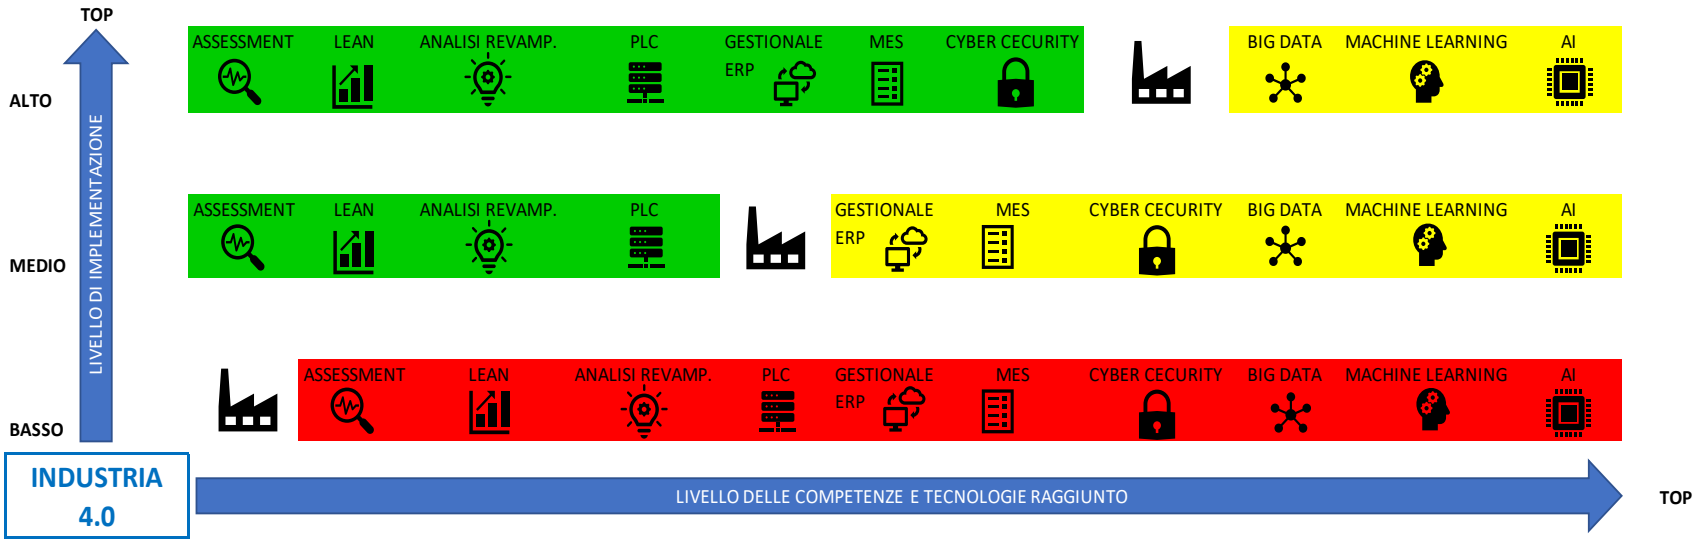 TOP
ASSESSMENT LEAN ANALISI REVAMP. PLC GESTIONALE MES CYBER CECURITY BIG DATA MACHINE LEARNING AI
ERP
ALTO
LIVELLO DI IMPLEMENTAZIONE
ASSESSMENT LEAN ANALISI REVAMP. PLC GESTIONALE MES CYBER CECURITY BIG DATA MACHINE LEARNING AI
ERP
MEDIO
ASSESSMENT LEAN ANALISI REVAMP. PLC GESTIONALE MES CYBER CECURITY BIG DATA MACHINE LEARNING AI
ERP
BASSO
INDUSTRIA
4.0
LIVELLO DELLE COMPETENZE E TECNOLOGIE RAGGIUNTO
TOP